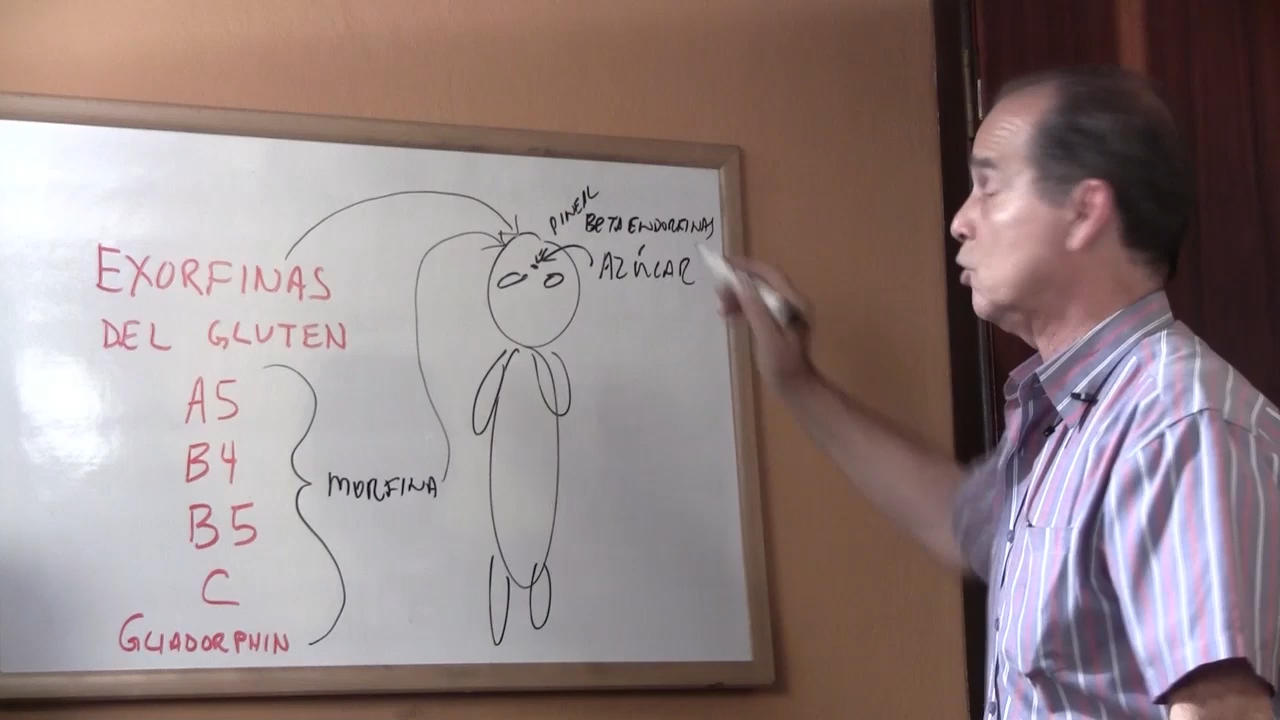 EXORFINAS
DEL GLUTEN
A5
B4
B5
C
GLIADORPHIN
MORFINA
PINEAL
BETA ENDORFINAS
AZÚCAR